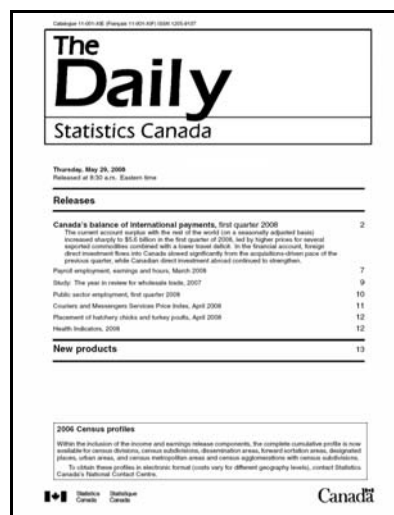 Catalogue 11-001-XIE (Français 11-001-XIF) ISSN 1205-9137
The
Daily
Statistics Canada
Thursday, May 29, 2008
Released at 8:30 a.m. Eastern time
Releases
Canada's balance of international payments, first quarter 2008 2
The current account surplus with the rest of the world (on a seasonally adjusted basis)
increased sharply to $5.6 billion in the first quarter of 2008, led by higher prices for several
exported commodities combined with a lower travel deficit. In the financial account, foreign
direct investment flows into Canada slowed significantly from the acquisitions-driven pace of the
previous quarter, while Canadian direct investment abroad continued to strengthen.
Payroll employment, earnings and hours, March 2008 7
Study: The year in review for wholesale trade, 2007 9
Public sector employment, first quarter 2008 10
Couriers and Messengers Services Price Index, April 2008 11
Placement of hatchery chicks and turkey poults, April 2008 12
Health Indicators, 2008 12
New products 13
2006 Census profiles
Within the inclusion of the income and earnings release components, the complete cumulative profile is now
available for census divisions, census subdivisions, dissemination areas, forward sortation areas, designated
places, urban areas, and census metropolitan areas and census agglomerations with census subdivisions.
To obtain these profiles in electronic format (costs vary for different geography levels), contact Statistics
Canada's National Contact Centre.
Statistics Statistique
Canada Canada
Canada